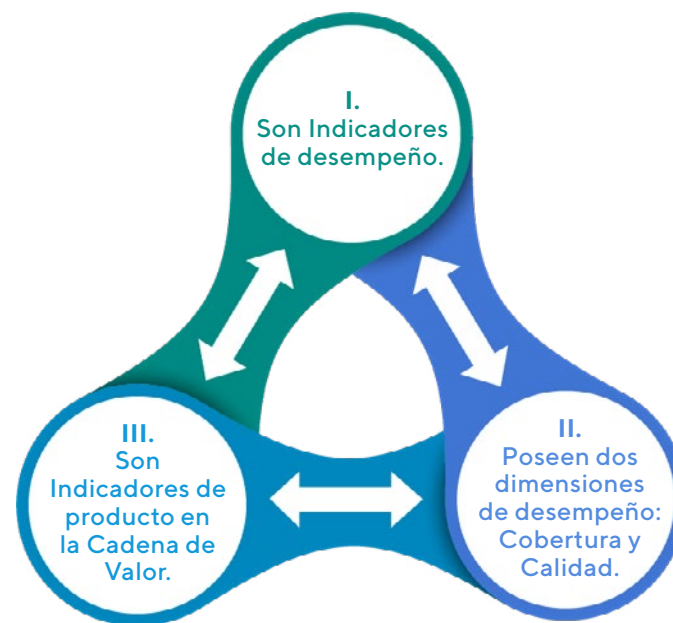 I.
Son Indicadores
de desempeño.
III.
Son
Indicadores de
producto en
la Cadena de
Valor.
II.
Poseen dos
dimensiones
de desempeño:
Cobertura y
Calidad.